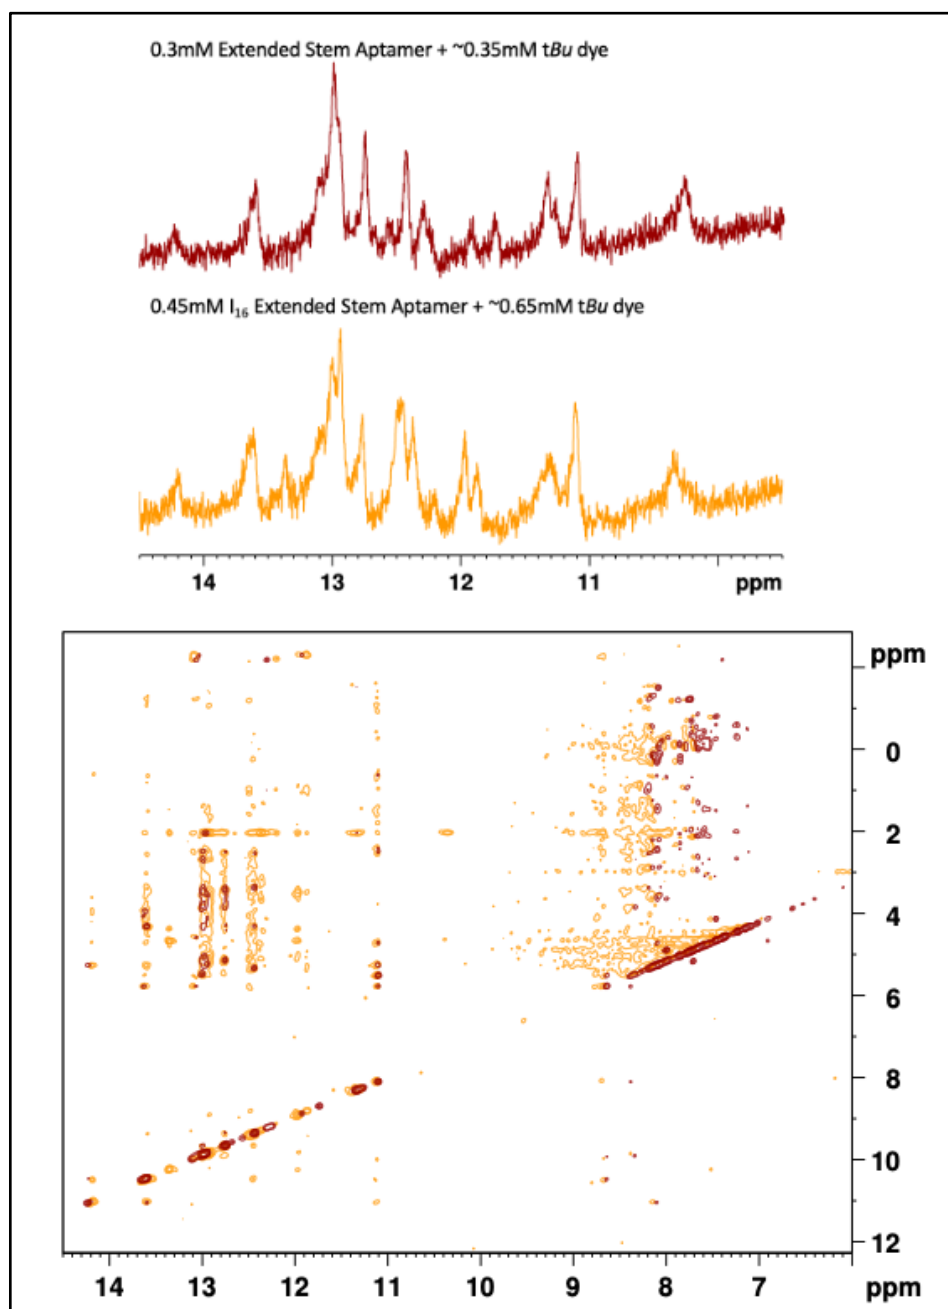 0.3mM Extended Stem Aptamer + ~0.35mM tBu dye
0.45mM I₁₆ Extended Stem Aptamer + ~0.65mM tBu dye
14 13 12 11 ppm
ppm
0
2
4
6
8
10
12
14 13 12 11 10 9 8 7 ppm